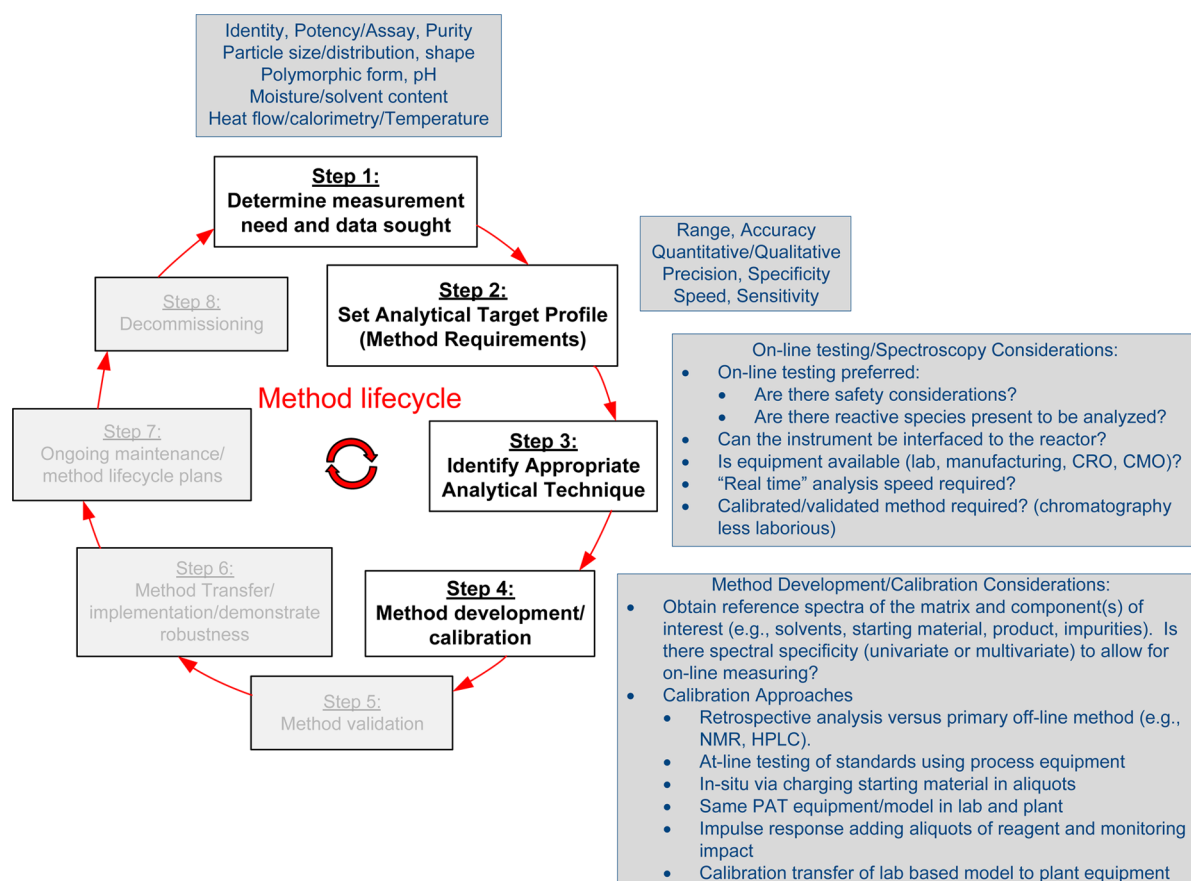 Identity, Potency/Assay, Purity
Particle size/distribution, shape
Polymorphic form, pH
Moisture/solvent content
Heat flow/calorimetry/Temperature
Step 1:
Determine measurement
need and data sought
Range, Accuracy
Quantitative/Qualitative
Precision, Specificity
Speed, Sensitivity
Step 2:
Set Analytical Target Profile
(Method Requirements)
Step 8:
Decommissioning
On-line testing/Spectroscopy Considerations:
• On-line testing preferred:
• Are there safety considerations?
• Are there reactive species present to be analyzed?
• Can the instrument be interfaced to the reactor?
• Is equipment available (lab, manufacturing, CRO, CMO)?
• “Real time” analysis speed required?
• Calibrated/validated method required? (chromatography
less laborious)
Method lifecycle
Step 7:
Ongoing maintenance/
method lifecycle plans
Step 3:
Identify Appropriate
Analytical Technique
Step 6:
Method Transfer/
implementation/demonstrate
robustness
Step 4:
Method development/
calibration
Step 5:
Method validation
Method Development/Calibration Considerations:
• Obtain reference spectra of the matrix and component(s) of
interest (e.g., solvents, starting material, product, impurities).  Is
there spectral specificity (univariate or multivariate) to allow for
on-line measuring?
• Calibration Approaches
• Retrospective analysis versus primary off-line method (e.g.,
NMR, HPLC).
• At-line testing of standards using process equipment
• In-situ via charging starting material in aliquots
• Same PAT equipment/model in lab and plant
• Impulse response adding aliquots of reagent and monitoring
impact
• Calibration transfer of lab based model to plant equipment